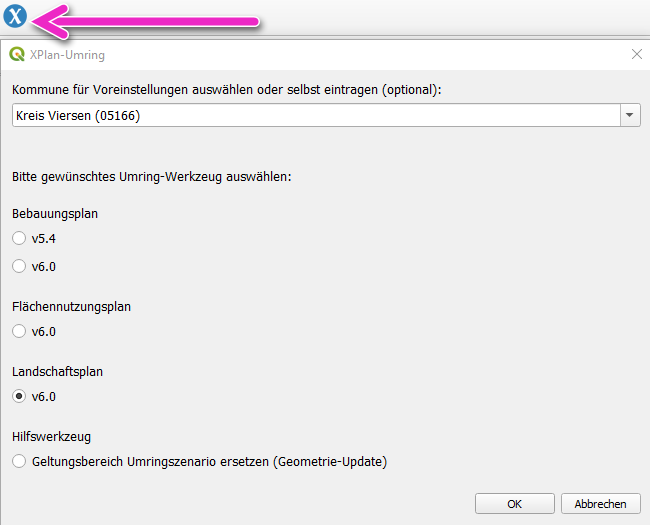 X
XPlan-Umring
Kommune für Voreinstellungen auswählen oder selbst eintragen (optional):
Kreis Viersen (05166)
Bitte gewünschtes Umring-Werkzeug auswählen:
Bebauungsplan
v5.4
v6.0
Flächennutzungsplan
v6.0
Landschaftsplan
v6.0
Hilfswerkzeug
Geltungsbereich Umringszenario ersetzen (Geometrie-Update)
OK Abbrechen